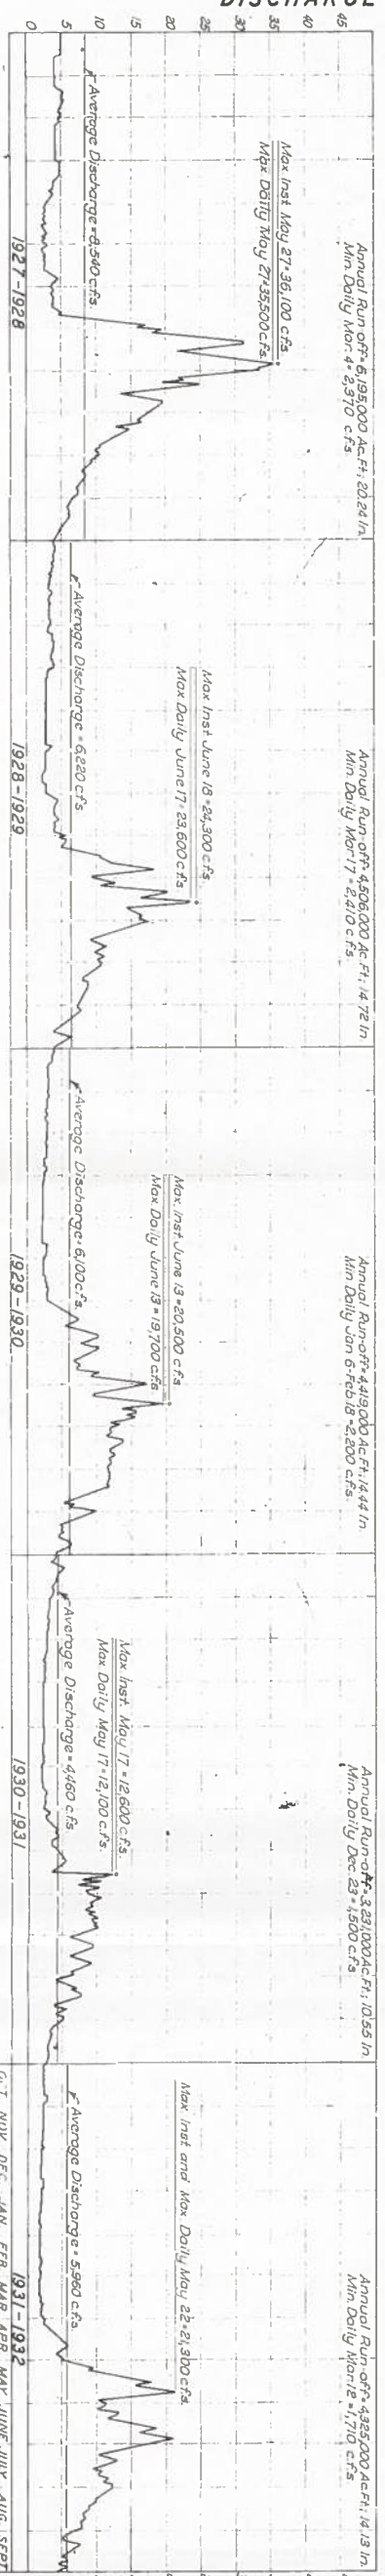 DISCHARGE
0 5 10 15 20 25 30 35 45
Annual Run-off = 6,195,000 Ac.Ft.; 20.24 In.
Min. Daily Mar. 4 = 2,370 c.f.s.
Max Inst May 27 = 36,100 c.f.s.
Max Daily May 27 = 35,500 c.f.s.
Average Discharge = 8,540 c.f.s.
1927-1928
Annual Run-off = 4,506,000 Ac.Ft.; 14.72 In
Min. Daily Mar 17 = 2,410 c.f.s.
Max Inst June 18 = 24,300 c.f.s.
Max Daily June 17 = 23,600 c.f.s.
Average Discharge = 6,220 c.f.s
1928-1929
Annual Run-off = 4,419,000 Ac.Ft.; 14.44 In.
Min Daily Jan 6-Feb 18 = 2,200 c.f.s.
Max. Inst June 13 = 20,500 c.f.s
Max Daily June 13 = 19,700 c.f.s
Average Discharge = 6,100 c.f.s.
1929-1930
Annual Run-off = 3,231,000 Ac.Ft.; 10.55 In
Min. Daily Dec 23 = 1,500 c.f.s
Max Inst. May 17 = 12,600 c.f.s.
Max Daily May 17 = 12,100 c.f.s.
Average Discharge = 4,460 c.f.s
1930-1931
Annual Run-off = 4,325,000 Ac.Ft.; 14.13 In.
Min. Daily Mar 12 = 1,710 c.f.s
Max. Inst and Max Daily May 22 = 21,300 c.f.s.
Average Discharge = 5,960 c.f.s.
1931-1932
OCT. NOV. DEC. JAN. FEB. MAR. APR. MAY JUNE JULY AUG. SEPT.